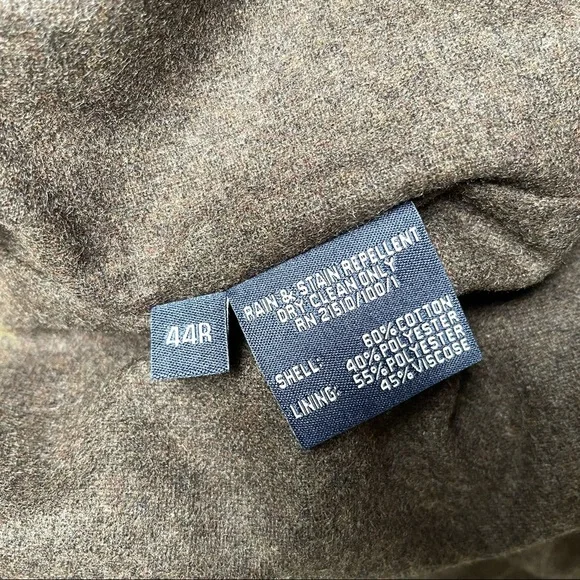 44R
RAIN & STAIN REPELLENT
DRY CLEAN ONLY
RN 21510/100/1
SHELL: 60% COTTON
40% POLYESTER
LINING: 55% POLYESTER
45% VISCOSE